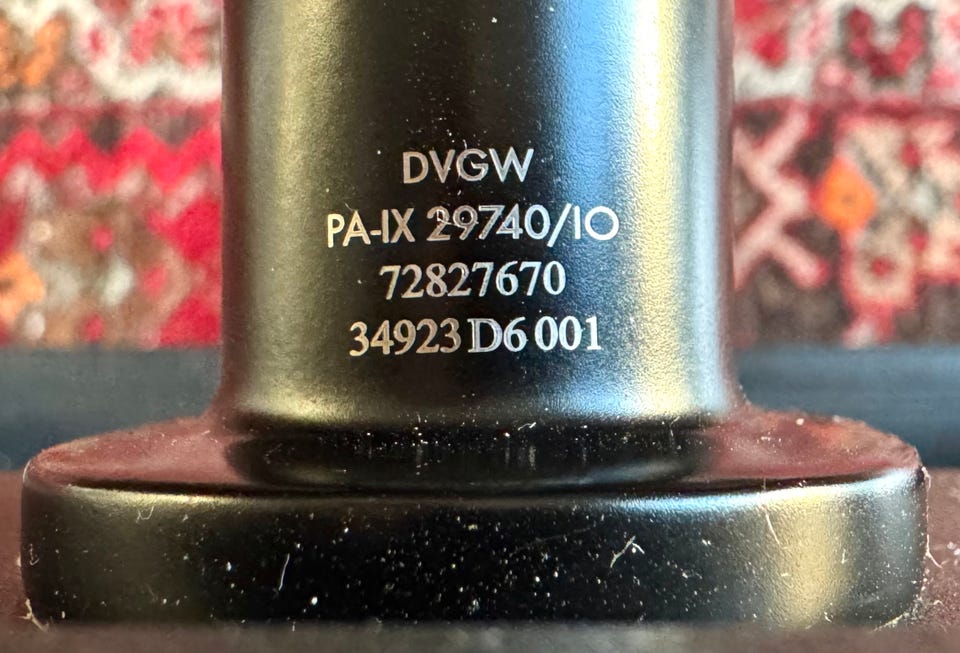 DVGW
PA-IX 29740/IO
72827670
34923 D6 001